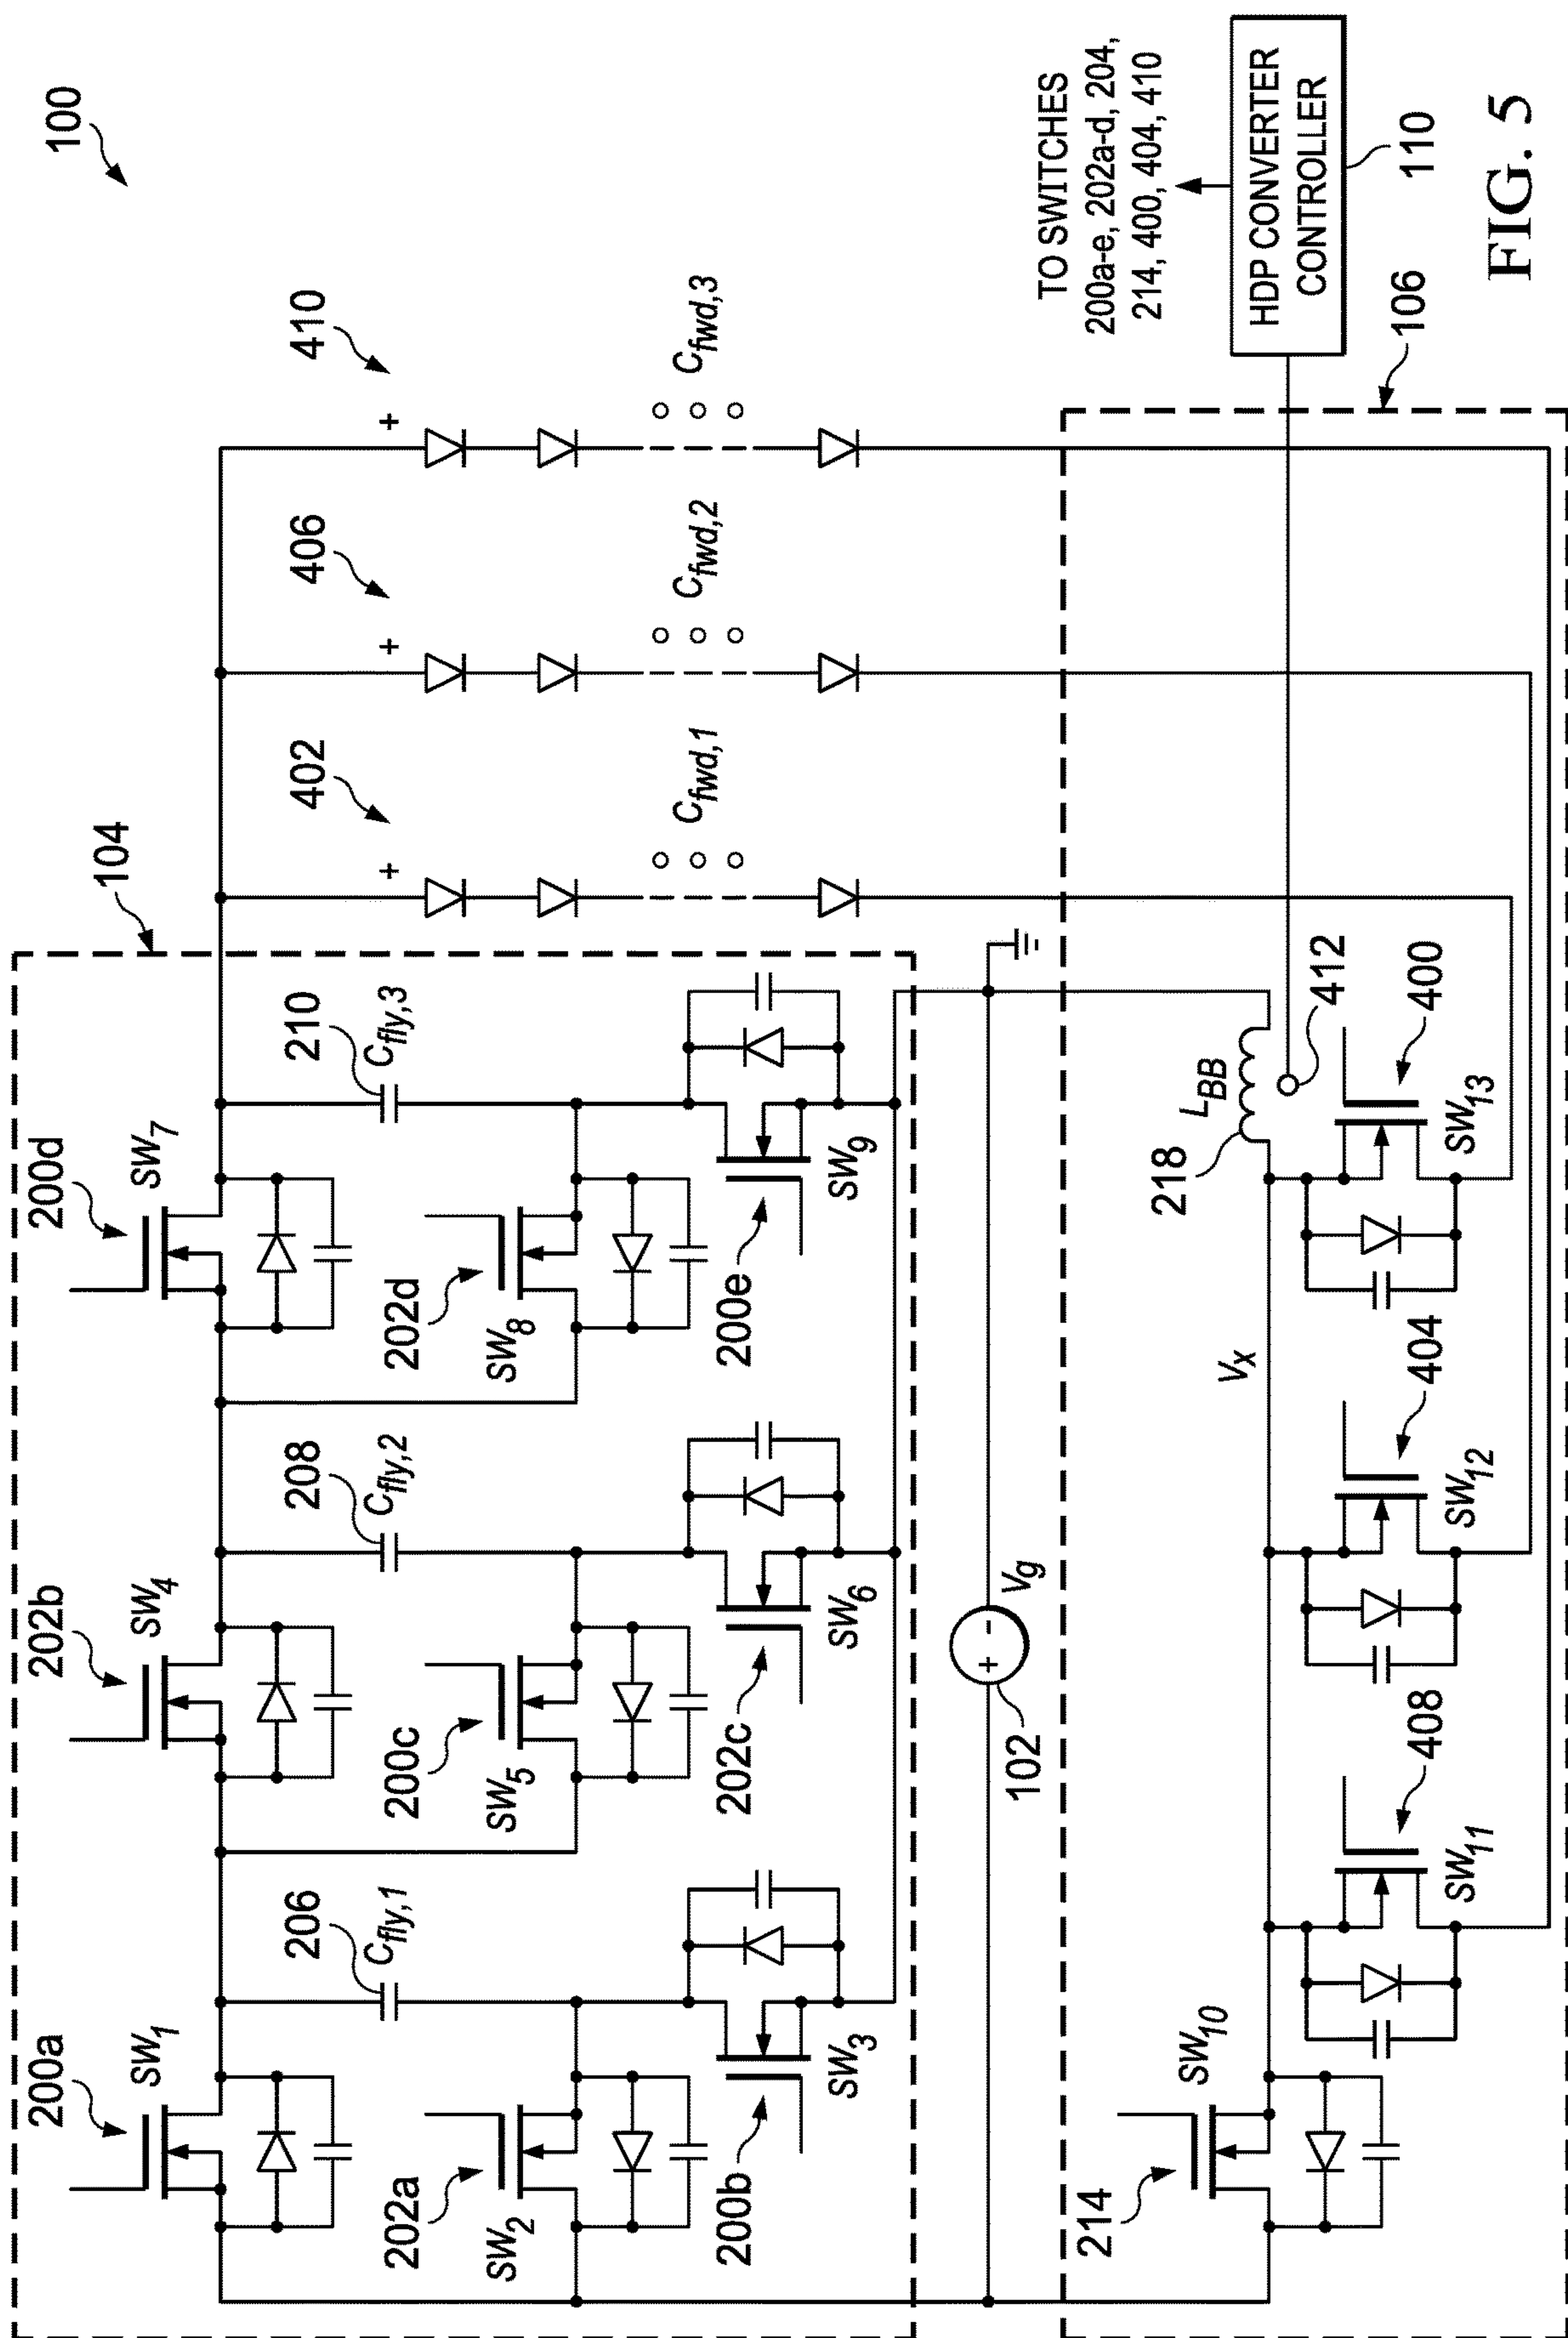 100
104
200a
SW1
202b
SW4
200d
SW7
206
Cfly,1
208
Cfly,2
210
Cfly,3
402
406
410
+
+
+
Cfwd,1
Cfwd,2
Cfwd,3
202a
SW2
200c
SW5
202d
SW8
200b
SW3
202c
SW6
200e
SW9
102
+
-
Vg
106
214
SW10
Vx
218
LBB
412
408
SW11
404
SW12
400
SW13
TO SWITCHES
200a-e, 202a-d, 204,
214, 400, 404, 410
HDP CONVERTER
CONTROLLER
110
FIG. 5